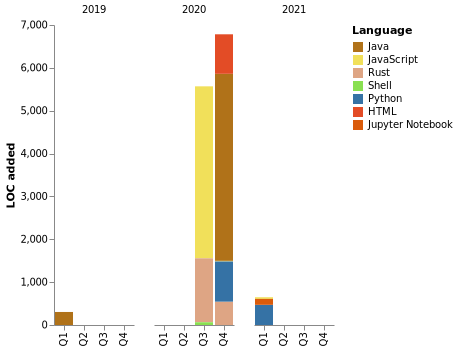 2019 2020 2021
Language
Java
JavaScript
Rust
Shell
Python
HTML
Jupyter Notebook
LOC added
7,000
6,000
5,000
4,000
3,000
2,000
1,000
0
Q1 Q2 Q3 Q4 Q1 Q2 Q3 Q4 Q1 Q2 Q3 Q4